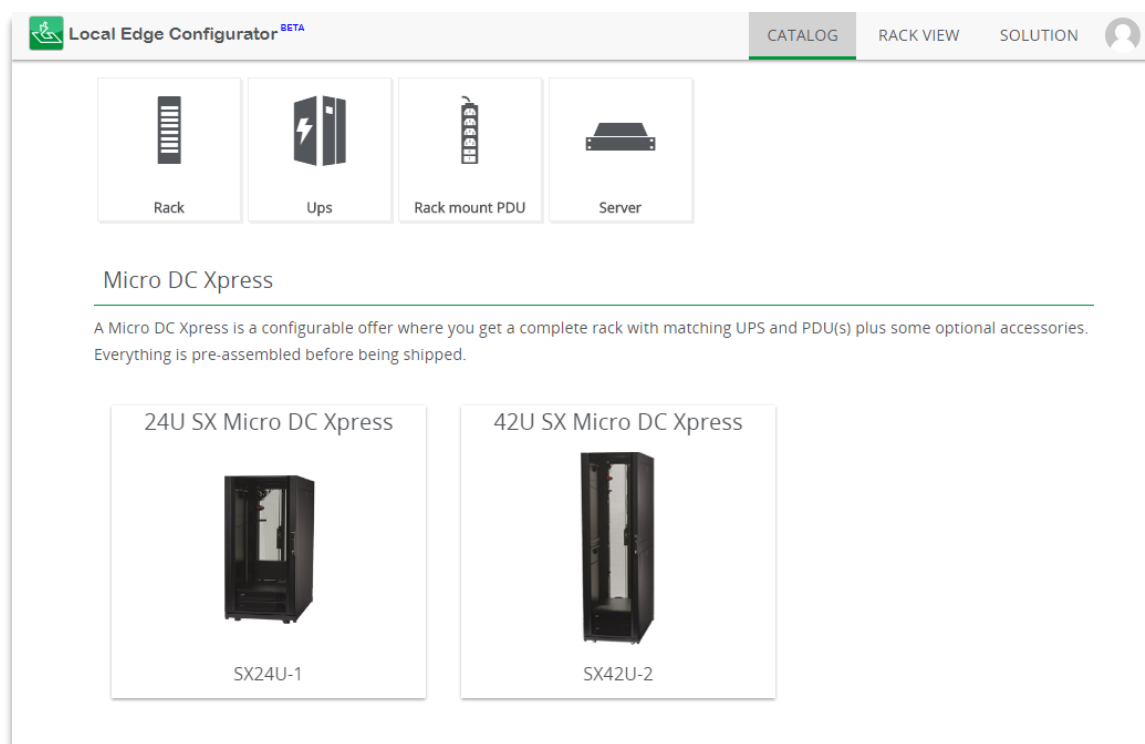 Local Edge Configurator BETA
CATALOG
RACK VIEW
SOLUTION
Rack
Ups
Rack mount PDU
Server
Micro DC Xpress
A Micro DC Xpress is a configurable offer where you get a complete rack with matching UPS and PDU(s) plus some optional accessories.
Everything is pre-assembled before being shipped.
24U SX Micro DC Xpress
42U SX Micro DC Xpress
SX24U-1
SX42U-2